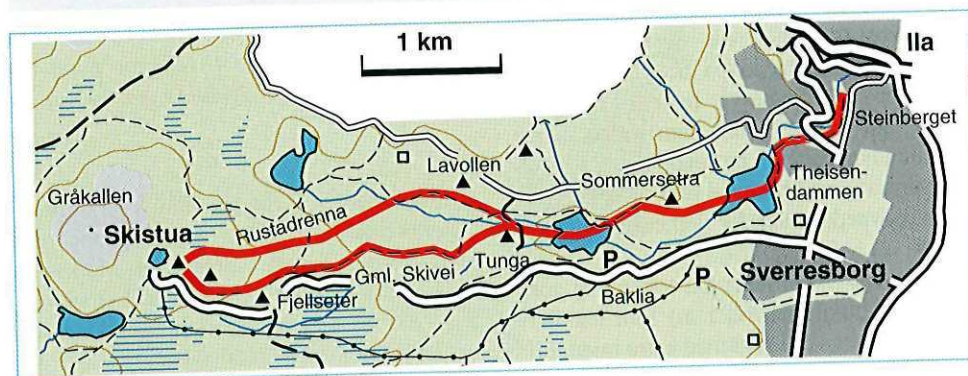 1 km
Ila
Steinberget
Theisen-
dammen
Sommersetra
Lavollen
Gråkallen
Rustadrenna
Skistua
Tunga
Gml. Skivei
Fjellseter
P
P
Baklia
Sverresborg